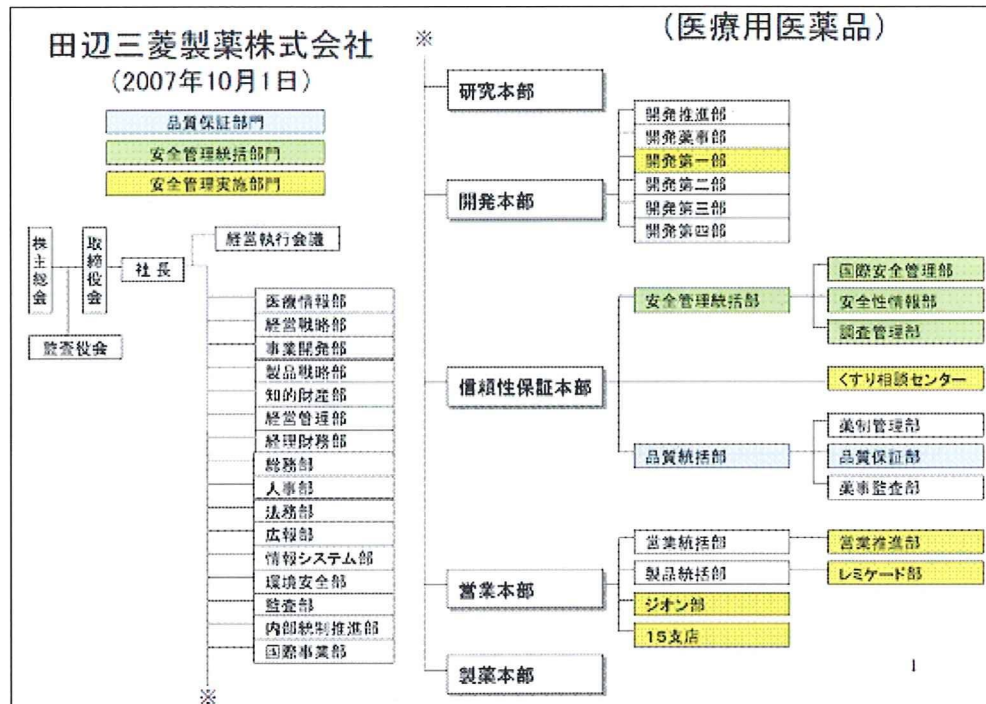 田辺三菱製薬株式会社
(2007年10月1日)
品質保証部門
安全管理統括部門
安全管理実施部門
株主総会
取締役会
社長
監査役会
経営執行会議
医療情報部
経営戦略部
事業開発部
製品戦略部
知的財産部
経営管理部
経理財務部
総務部
人事部
法務部
広報部
情報システム部
環境安全部
監査部
内部統制推進部
国際事業部
※
※
(医療用医薬品)
研究本部
開発本部
開発推進部
開発薬事部
開発第一部
開発第二部
開発第三部
開発第四部
信頼性保証本部
安全管理統括部
国際安全管理部
安全性情報部
調査管理部
くすり相談センター
品質統括部
薬制管理部
品質保証部
薬事監査部
営業本部
営業統括部
営業推進部
製品統括部
レミケード部
ジオン部
15支店
製薬本部
1